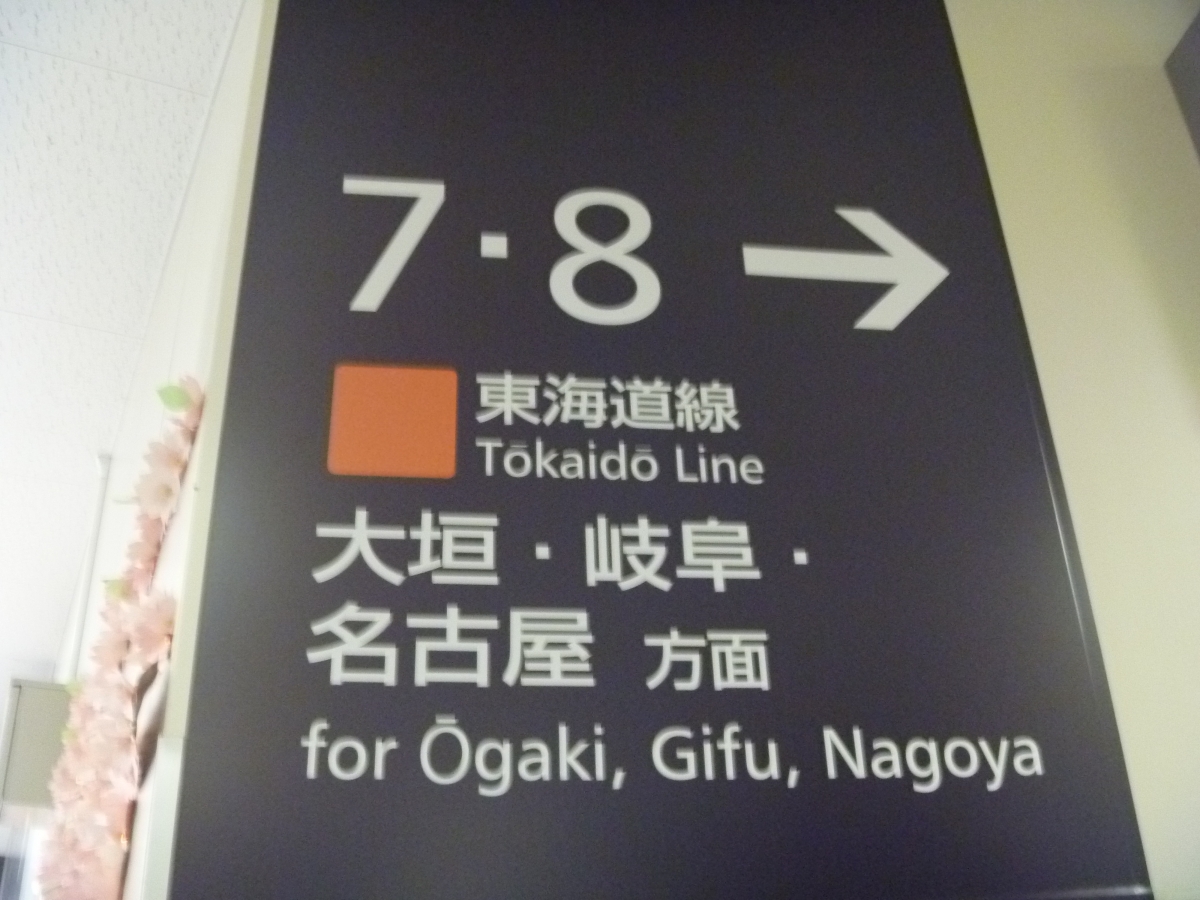 7・8 →
東海道線
Tōkaidō Line
大垣・岐阜・
名古屋 方面
for Ōgaki, Gifu, Nagoya